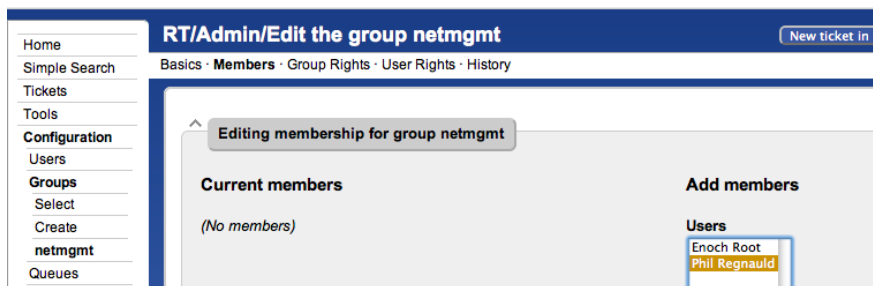 Home
Simple Search
Tickets
Tools
Configuration
Users
Groups
Select
Create
netmgmt
Queues
RT/Admin/Edit the group netmgmt
New ticket in
Basics · Members · Group Rights · User Rights · History
Editing membership for group netmgmt
Current members
(No members)
Add members
Users
Enoch Root
Phil Regnauld